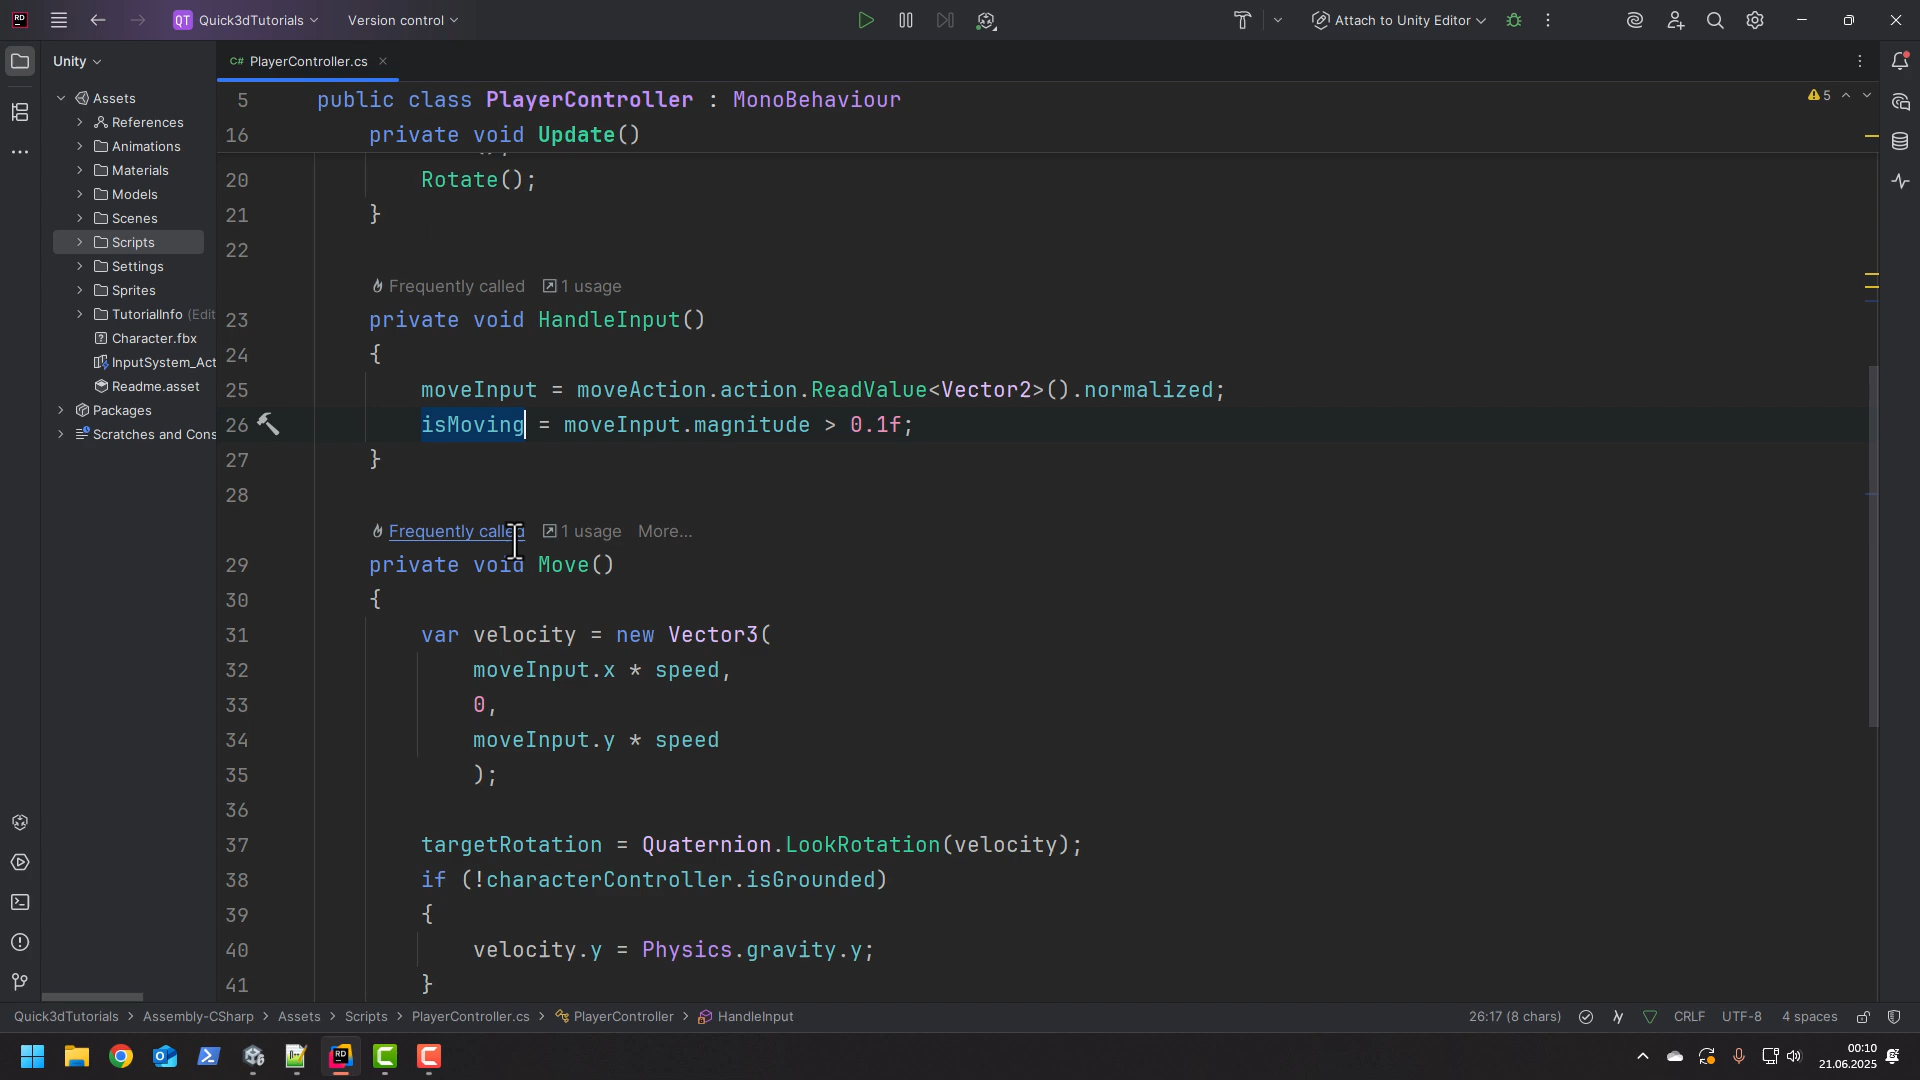 QT Quick3dTutorials Version control Attach to Unity Editor
Unity
C# PlayerController.cs
Assets
References
Animations
Materials
Models
Scenes
Scripts
Settings
Sprites
TutorialInfo (Edit
Character.fbx
InputSystem_Act
Readme.asset
Packages
Scratches and Cons
5 public class PlayerController : MonoBehaviour
5
16 private void Update()
20 Rotate();
21 }
22
Frequently called 1 usage
23 private void HandleInput()
24 {
25 moveInput = moveAction.action.ReadValue<Vector2>().normalized;
26 isMoving = moveInput.magnitude > 0.1f;
27 }
28
Frequently called 1 usage More...
29 private void Move()
30 {
31 var velocity = new Vector3(
32 moveInput.x * speed,
33 0,
34 moveInput.y * speed
35 );
36
37 targetRotation = Quaternion.LookRotation(velocity);
38 if (!characterController.isGrounded)
39 {
40 velocity.y = Physics.gravity.y;
41 }
Quick3dTutorials > Assembly-CSharp > Assets > Scripts > PlayerController.cs > PlayerController > HandleInput 26:17 (8 chars) CRLF UTF-8 4 spaces
00:10
21.06.2025